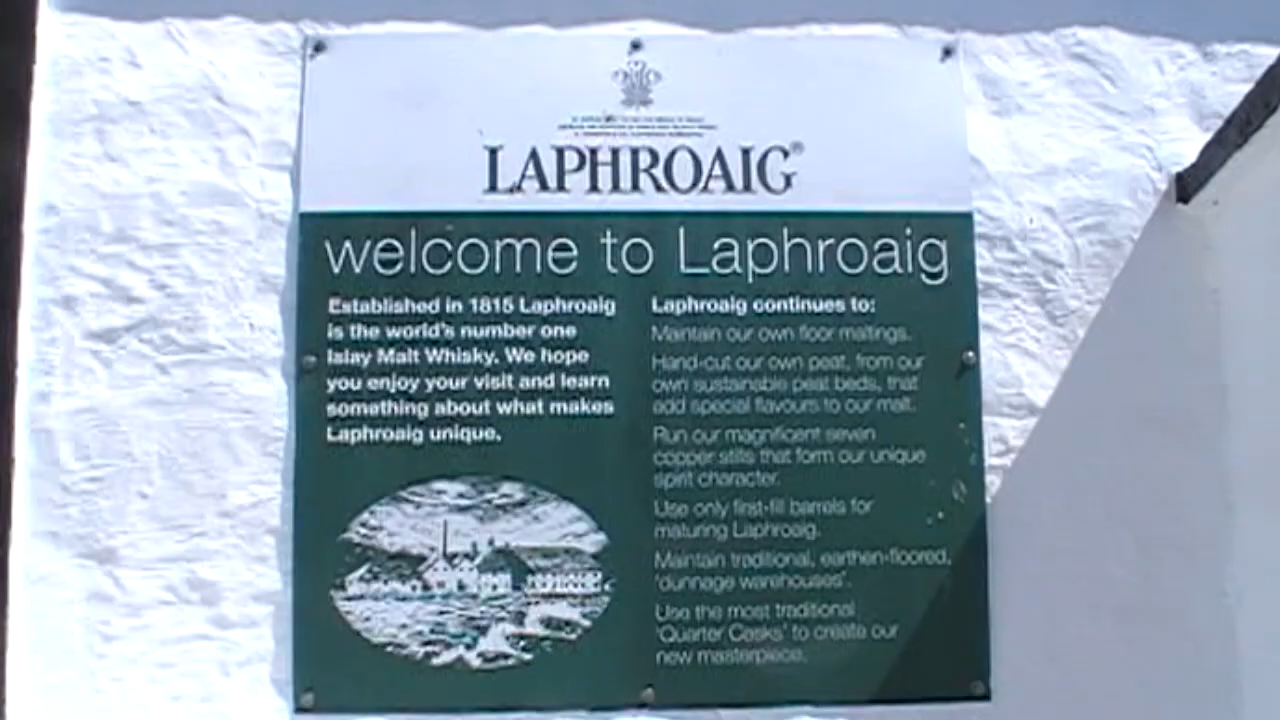 LAPHROAIG®
welcome to Laphroaig
Established in 1815 Laphroaig
is the world's number one
Islay Malt Whisky. We hope
you enjoy your visit and learn
something about what makes
Laphroaig unique.
Laphroaig continues to:
Maintain our own floor maltings.
Hand-cut our own peat, from our
own sustainable peat beds, that
add special flavours to our malt.
Run our magnificent seven
copper stills that form our unique
spirit character.
Use only first-fill barrels for
maturing Laphroaig.
Maintain traditional, earthen-floored,
'dunnage warehouses'.
Use the most traditional
'Quarter Casks' to create our
new masterpiece.